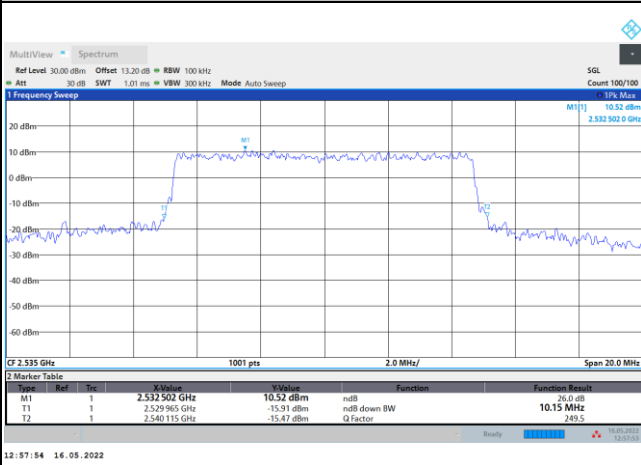 MultiView Spectrum
Ref Level 30.00 dBm Offset 13.20 dB RBW 100 kHz SGL
Att 30 dB SWT 1.01 ms VBW 300 kHz Mode Auto Sweep Count 100/100
1 Frequency Sweep 1Pk Max
M1[1] 10.52 dBm
2.532 502 0 GHz
20 dBm
M1
10 dBm
0 dBm
-10 dBm
T1 T2
-20 dBm
-30 dBm
-40 dBm
-50 dBm
-60 dBm
CF 2.535 GHz 1001 pts 2.0 MHz/ Span 20.0 MHz
2 Marker Table
Type Ref Trc X-Value Y-Value Function Function Result
M1 1 2.532 502 GHz 10.52 dBm ndB 26.0 dB
T1 1 2.529 965 GHz -15.91 dBm ndB down BW 10.15 MHz
T2 1 2.540 115 GHz -15.47 dBm Q Factor 249.5
Ready 16.05.2022
12:57:53
12:57:54 16.05.2022